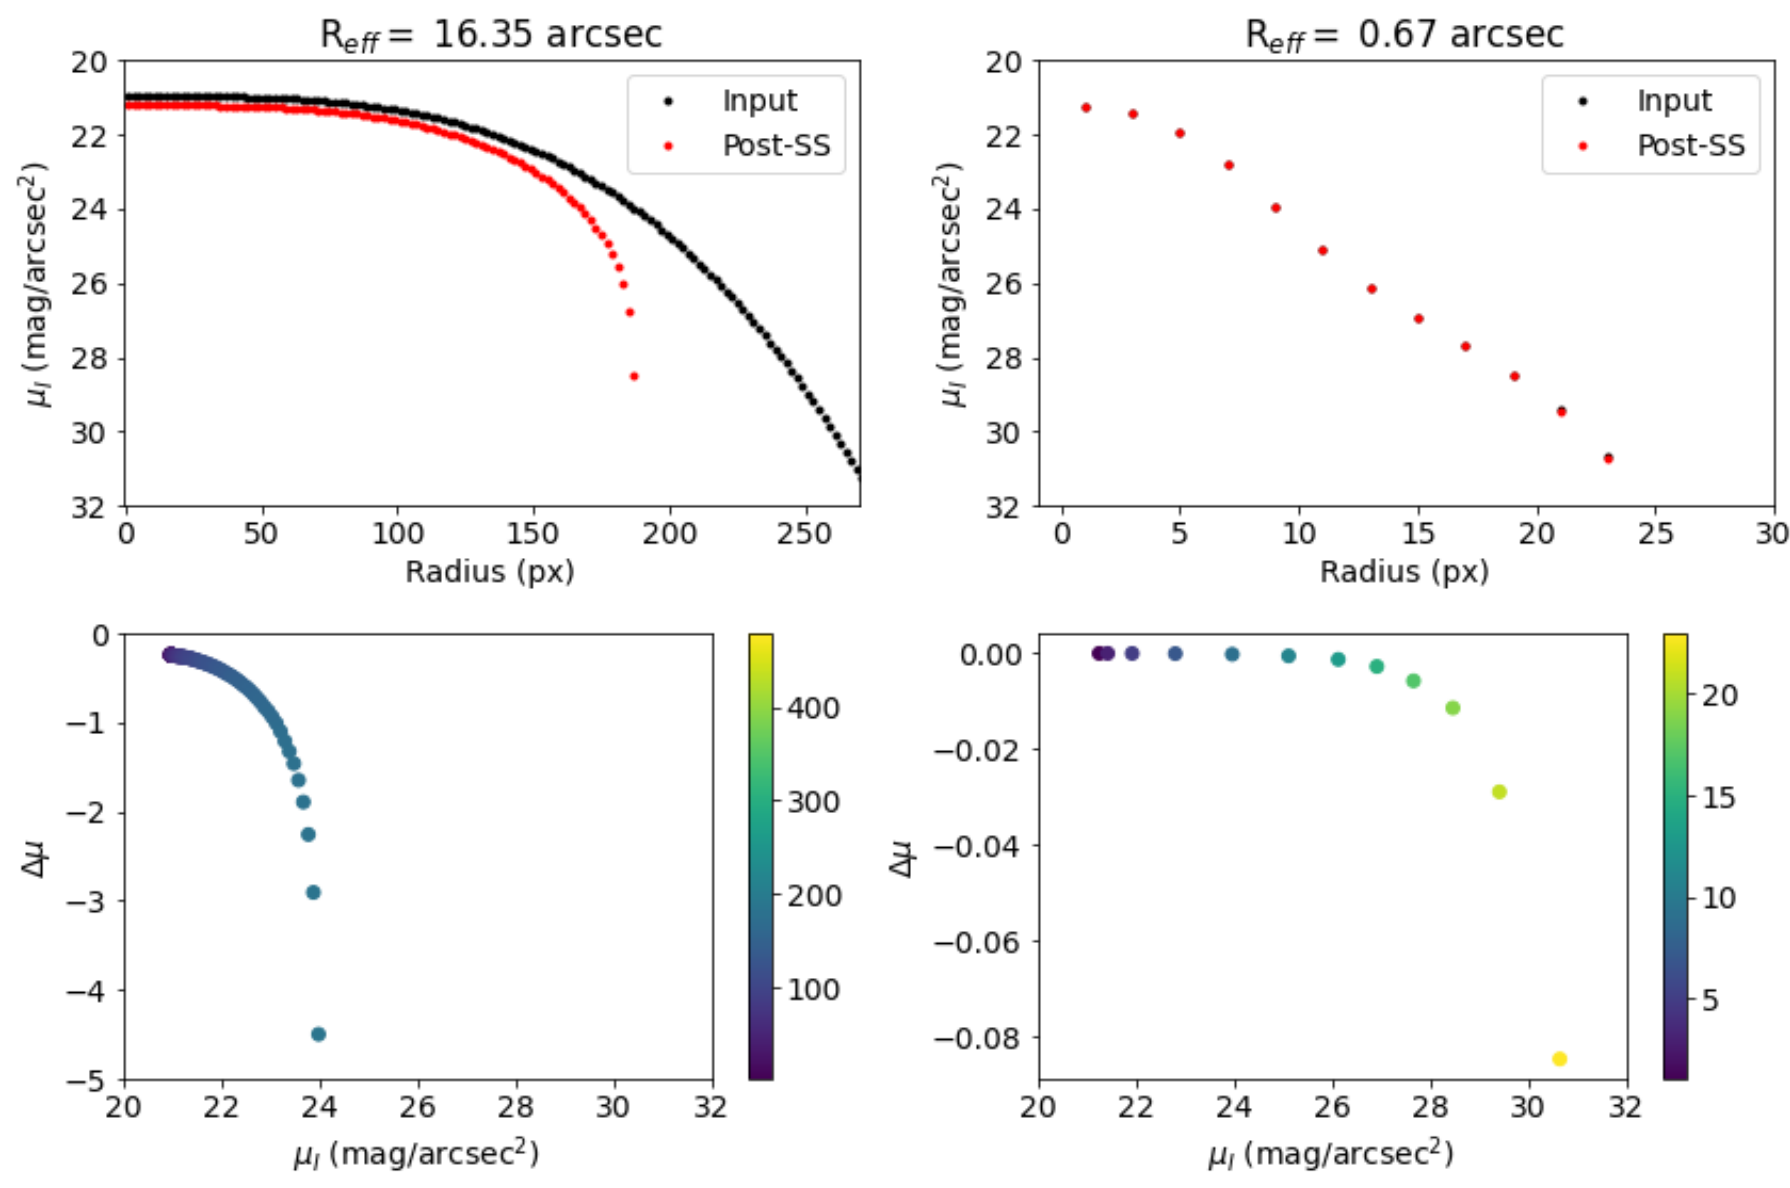 R_eff = 16.35 arcsec
20
22
24
26
28
30
32
μ_I (mag/arcsec²)
Input
Post-SS
0 50 100 150 200 250
Radius (px)
R_eff = 0.67 arcsec
20
22
24
26
28
30
32
μ_I (mag/arcsec²)
Input
Post-SS
0 5 10 15 20 25 30
Radius (px)
0
−1
−2
−3
−4
−5
Δμ
20 22 24 26 28 30 32
μ_I (mag/arcsec²)
400
300
200
100
0.00
−0.02
−0.04
−0.06
−0.08
Δμ
20 22 24 26 28 30 32
μ_I (mag/arcsec²)
20
15
10
5